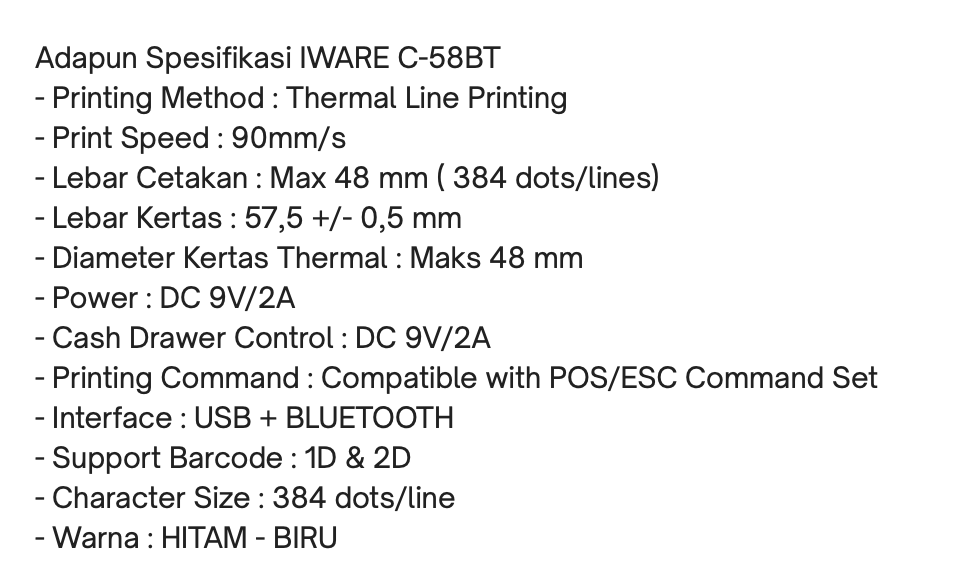 Adapun Spesifikasi IWARE C-58BT
- Printing Method : Thermal Line Printing
- Print Speed : 90mm/s
- Lebar Cetakan : Max 48 mm ( 384 dots/lines)
- Lebar Kertas : 57,5 +/- 0,5 mm
- Diameter Kertas Thermal : Maks 48 mm
- Power : DC 9V/2A
- Cash Drawer Control : DC 9V/2A
- Printing Command : Compatible with POS/ESC Command Set
- Interface : USB + BLUETOOTH
- Support Barcode : 1D & 2D
- Character Size : 384 dots/line
- Warna : HITAM - BIRU